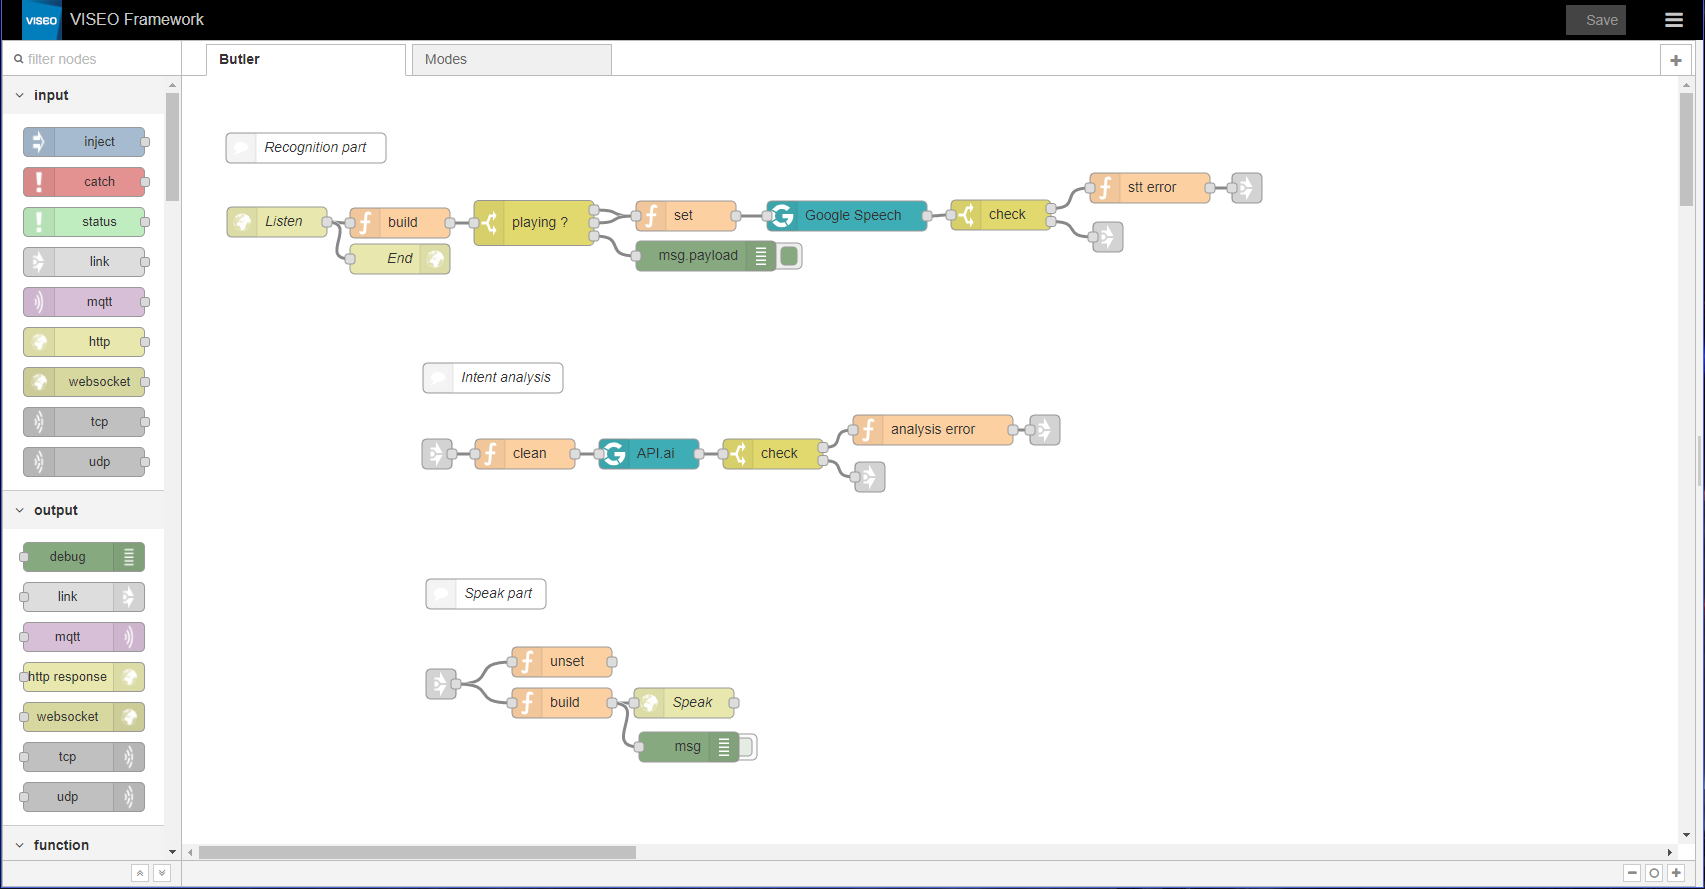 VISEO
VISEO Framework
Save
filter nodes
Butler
Modes
input
inject
catch
status
link
mqtt
http
websocket
tcp
udp
output
debug
link
mqtt
http response
websocket
tcp
udp
function
Recognition part
Listen
build
End
playing ?
set
msg.payload
Google Speech
check
stt error
Intent analysis
clean
API.ai
check
analysis error
Speak part
unset
build
Speak
msg